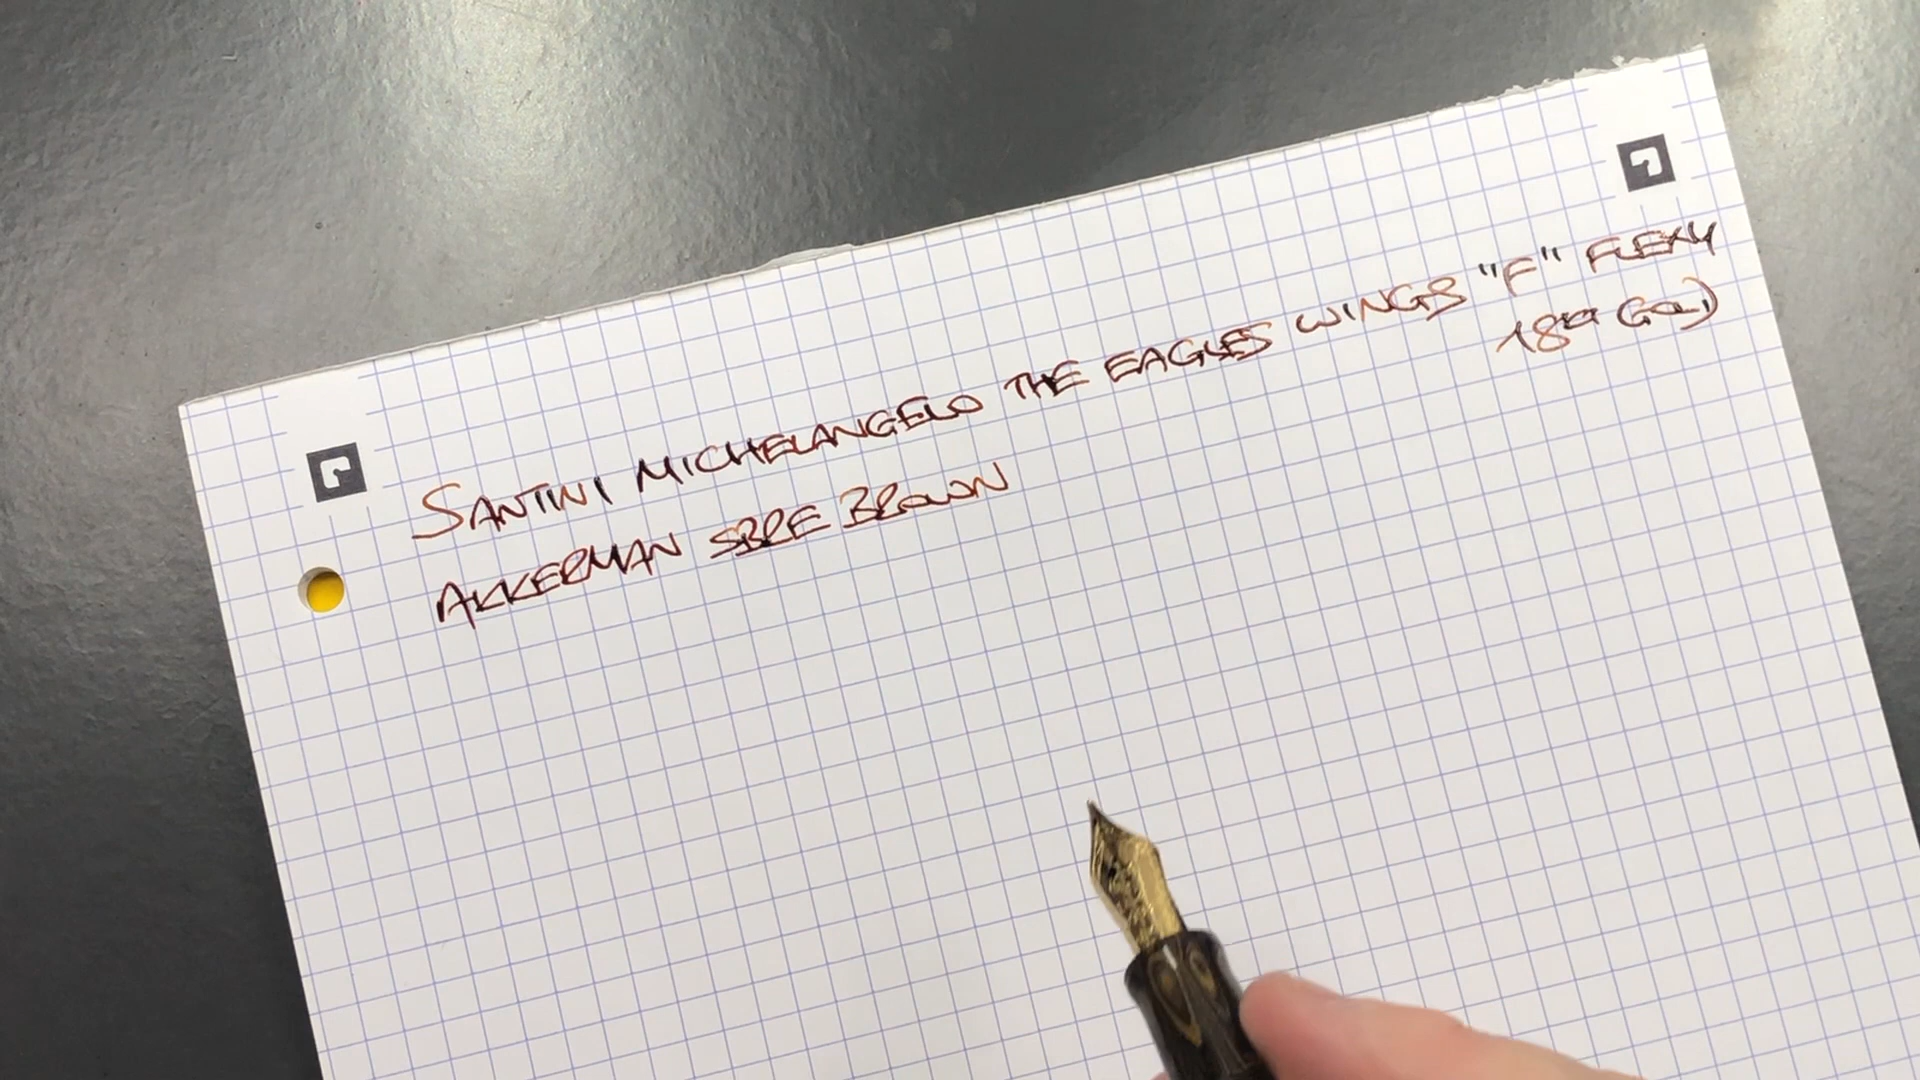 SANTINI MICHELANGELO THE EAGLES WINGS "F" FLEXY
18kt Gold
AKKERMAN SBRE BROWN